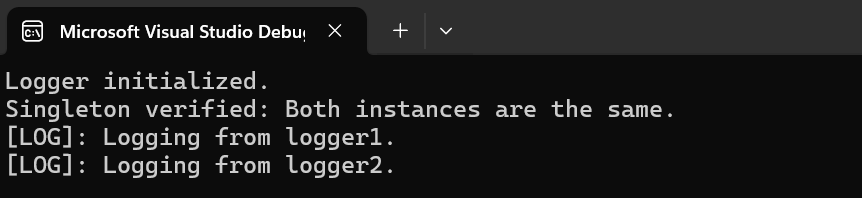 Microsoft Visual Studio Debu
Logger initialized.
Singleton verified: Both instances are the same.
[LOG]: Logging from logger1.
[LOG]: Logging from logger2.